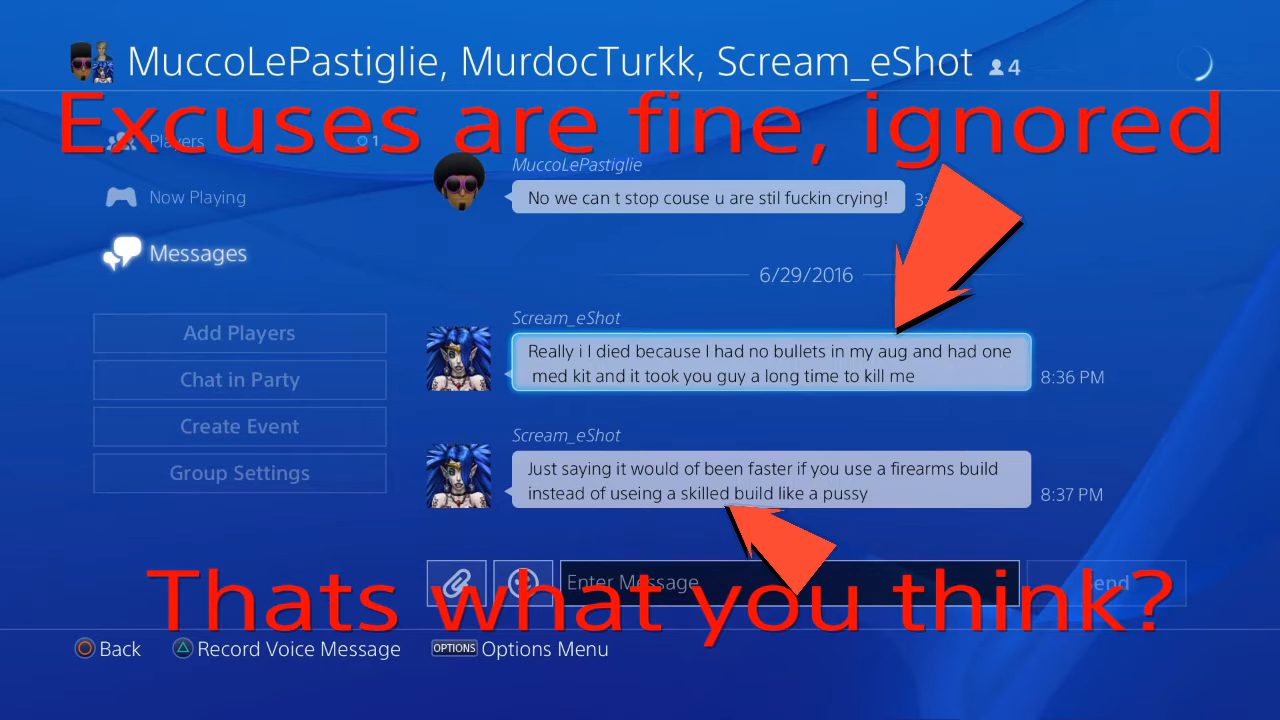 MuccoLePastiglie, MurdocTurkk, Scream_eShot 4
Excuses are fine, ignored
Players 1
MuccoLePastiglie
Now Playing
No we can t stop couse u are stil fuckin crying!
Messages
6/29/2016
Scream_eShot
Add Players
Really i I died because I had no bullets in my aug and had one
med kit and it took you guy a long time to kill me
8:36 PM
Chat in Party
Create Event
Scream_eShot
Group Settings
Just saying it would of been faster if you use a firearms build
instead of useing a skilled build like a pussy
8:37 PM
Enter Message
Send
Thats what you think?
Back
Record Voice Message
OPTIONS Options Menu